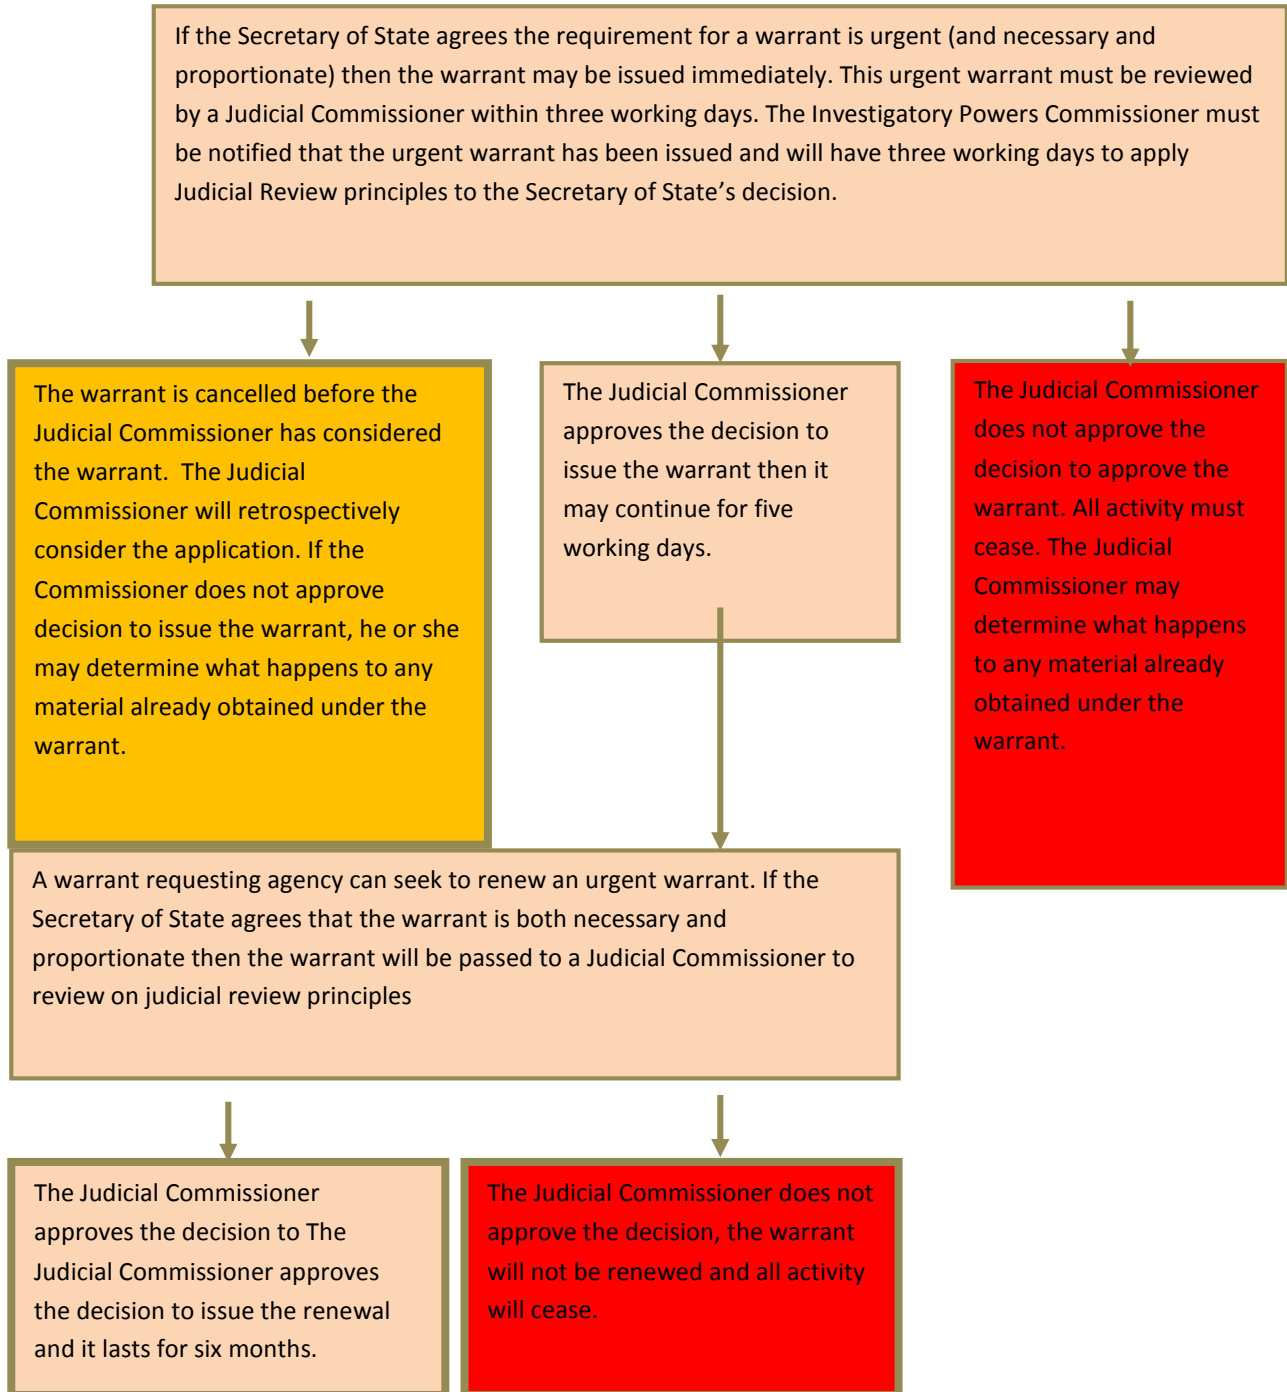 If the Secretary of State agrees the requirement for a warrant is urgent (and necessary and
proportionate) then the warrant may be issued immediately. This urgent warrant must be reviewed
by a Judicial Commissioner within three working days. The Investigatory Powers Commissioner must
be notified that the urgent warrant has been issued and will have three working days to apply
Judicial Review principles to the Secretary of State’s decision.
The warrant is cancelled before the
Judicial Commissioner has considered
the warrant.  The Judicial
Commissioner will retrospectively
consider the application. If the
Commissioner does not approve
decision to issue the warrant, he or she
may determine what happens to any
material already obtained under the
warrant.
The Judicial Commissioner
approves the decision to
issue the warrant then it
may continue for five
working days.
The Judicial Commissioner
does not approve the
decision to approve the
warrant. All activity must
cease. The Judicial
Commissioner may
determine what happens
to any material already
obtained under the
warrant.
A warrant requesting agency can seek to renew an urgent warrant. If the
Secretary of State agrees that the warrant is both necessary and
proportionate then the warrant will be passed to a Judicial Commissioner to
review on judicial review principles
The Judicial Commissioner
approves the decision to The
Judicial Commissioner approves
the decision to issue the renewal
and it lasts for six months.
The Judicial Commissioner does not
approve the decision, the warrant
will not be renewed and all activity
will cease.